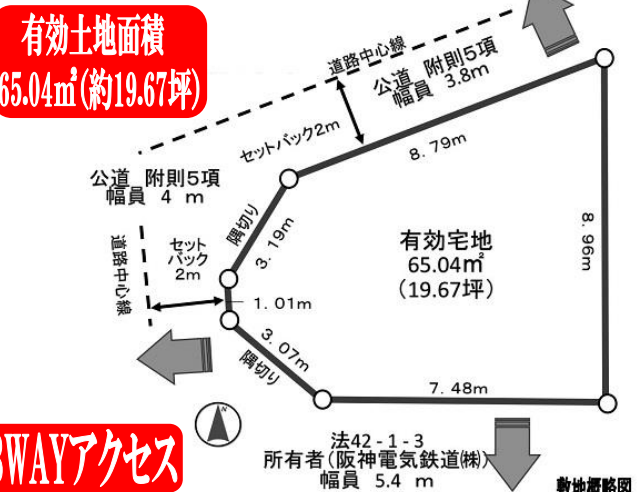 有効土地面積
65.04㎡(約19.67坪)
道路中心線
公道 附則5項
幅員 3.8m
セットバック2m
8.79m
公道 附則5項
幅員 4 m
隅切り
3.19m
道路中心線
セット
バック
2m
有効宅地
65.04㎡
(19.67坪)
8.96m
1.01m
3.07m
隅切り
7.48m
N
法42-1-3
所有者(阪神電気鉄道㈱)
幅員 5.4 m
3WAYアクセス
敷地概略図